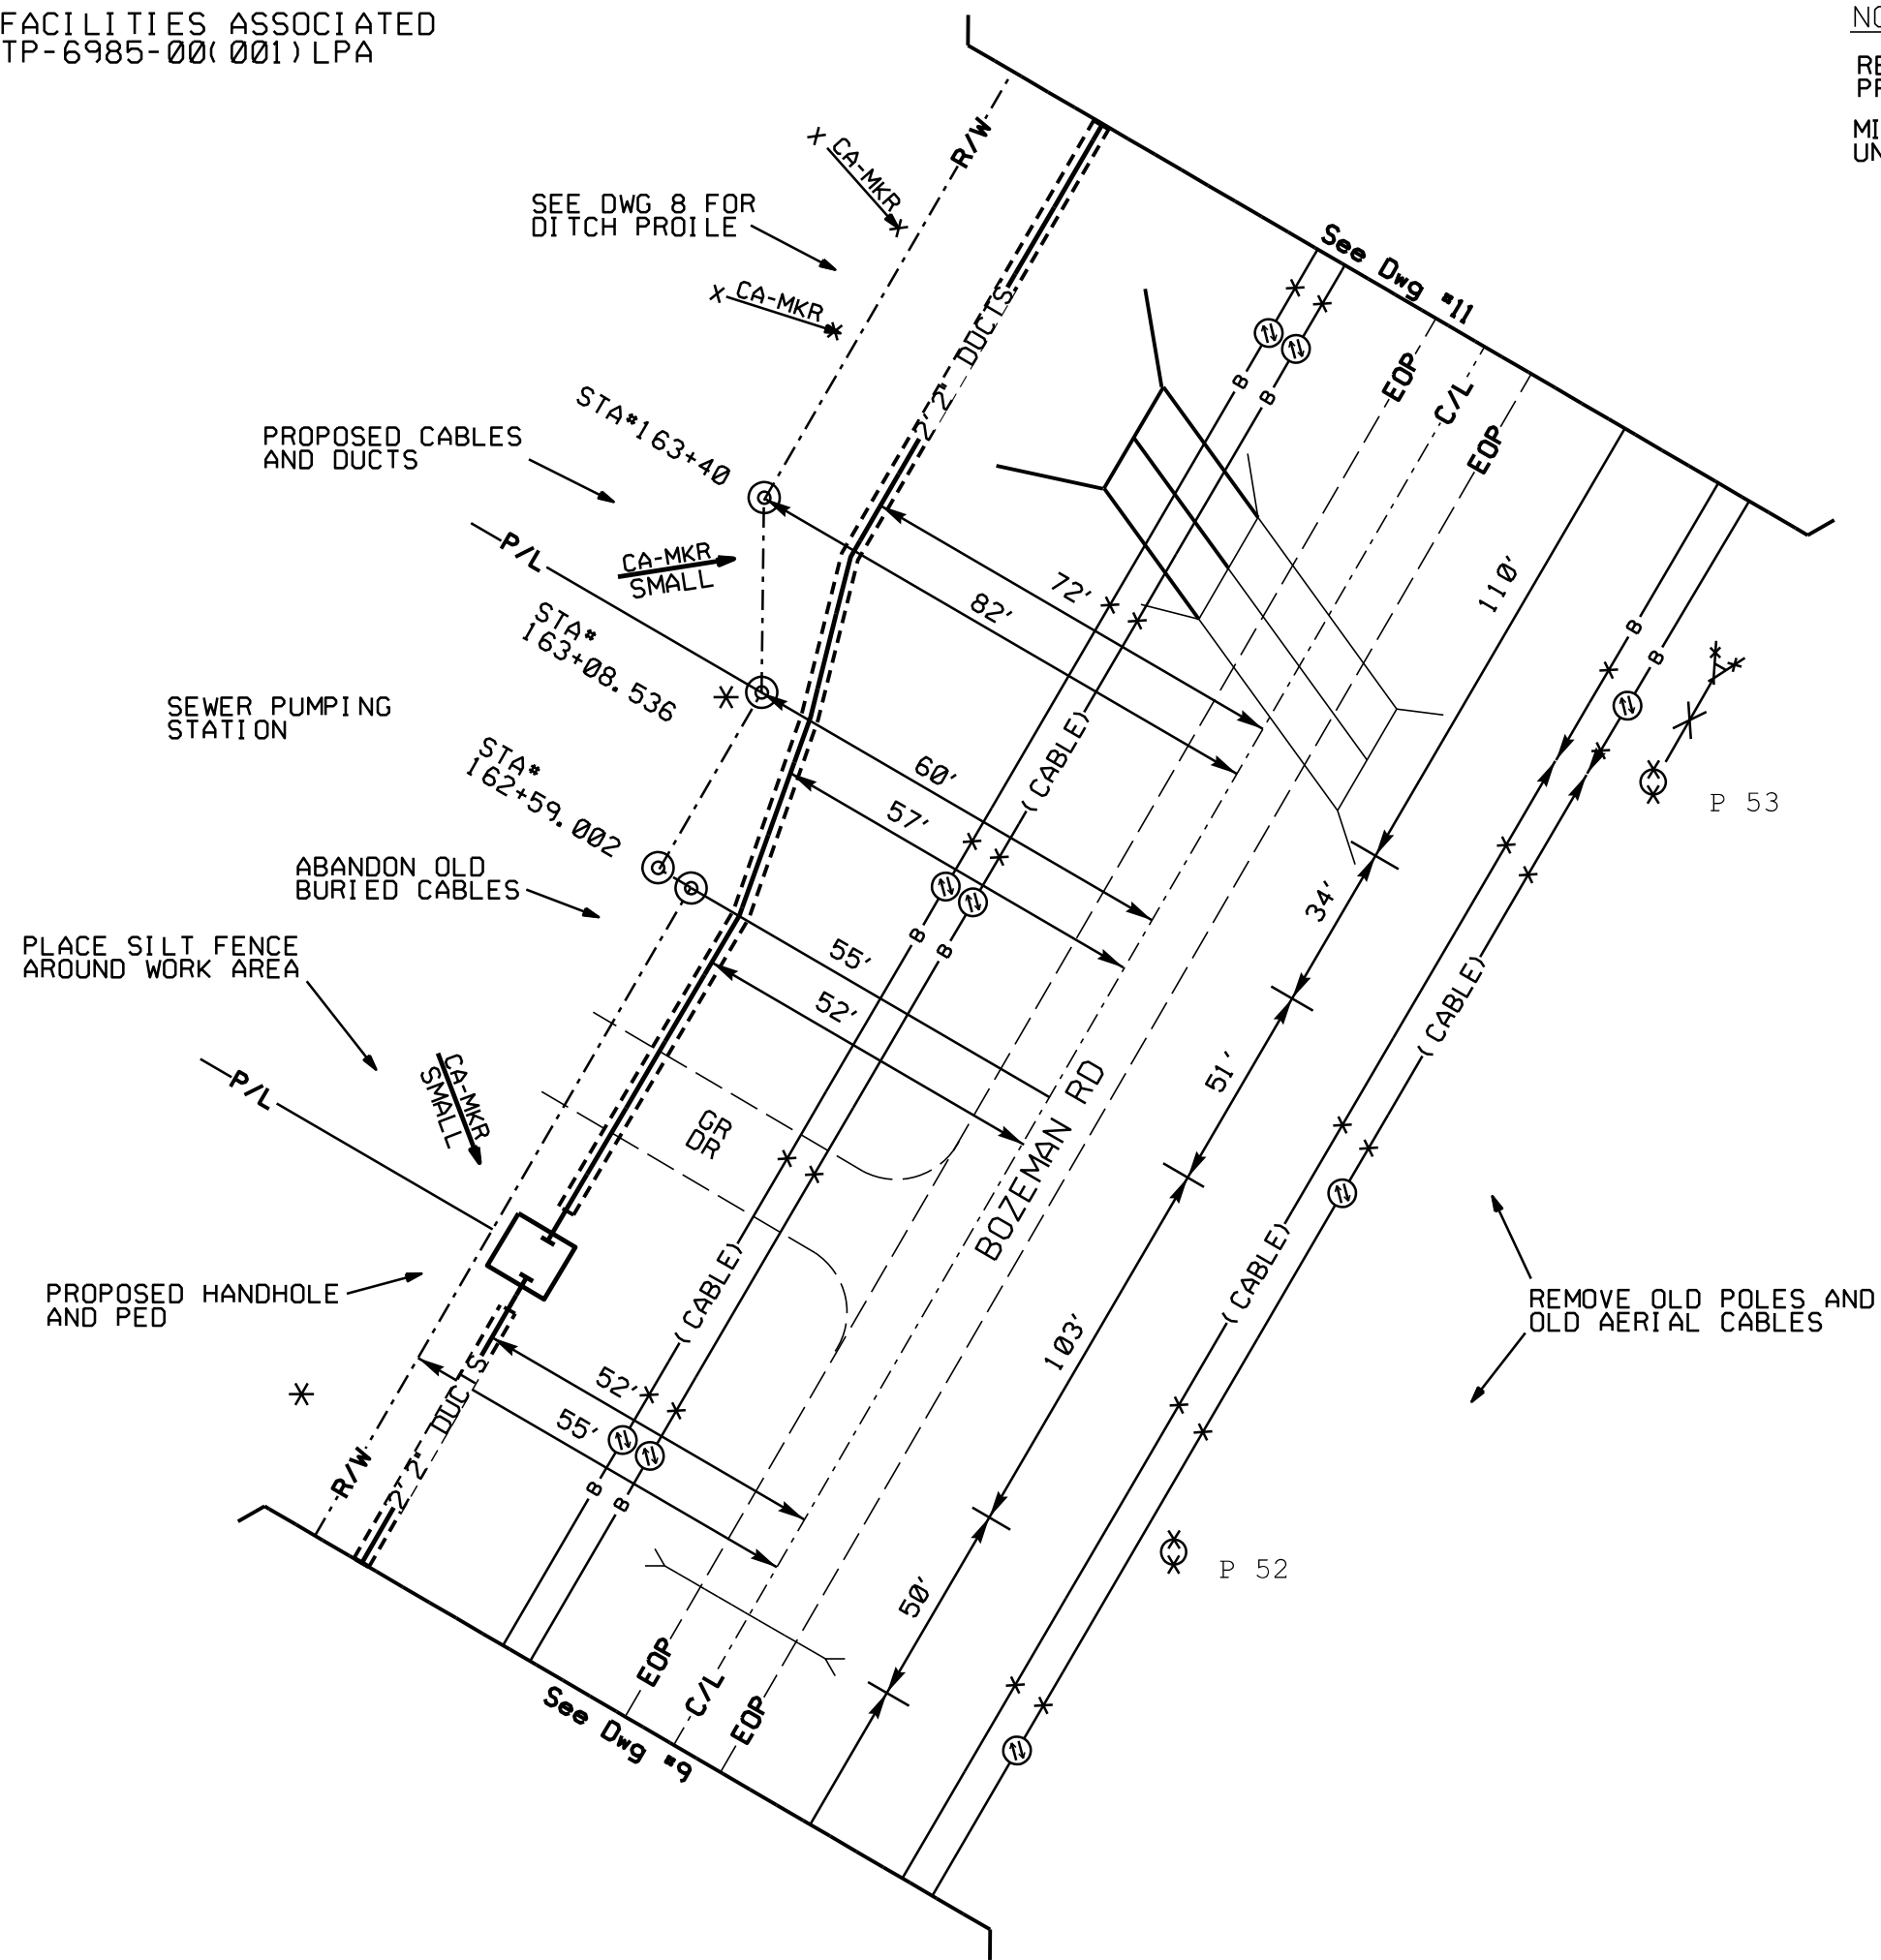 FACILITIES ASSOCIATED
TP-6985-00(001)LPA
NO
RE
PR
MI
UN
R/W
CA-MKR
SEE DWG 8 FOR
DITCH PROILE
CA-MKR
See Dwg #11
2'2" DUCTS
B
B
EOP
C/L
EOP
STA#163+40
PROPOSED CABLES
AND DUCTS
P/L
CA-MKR
SMALL
72'
82'
110'
STA#
163+08.536
B
B
SEWER PUMPING
STATION
(CABLE)
60'
57'
P 53
STA#
162+59.002
ABANDON OLD
BURIED CABLES
34'
B
B
55'
52'
(CABLE)
PLACE SILT FENCE
AROUND WORK AREA
P/L
CA-MKR
SMALL
GR
DR
51'
BOZEMAN RD
(CABLE)
(CABLE)
PROPOSED HANDHOLE
AND PED
REMOVE OLD POLES AND
OLD AERIAL CABLES
103'
52'
55'
2'2" DUCTS
R/W
B
B
P 52
50'
EOP
C/L
EOP
See Dwg #9